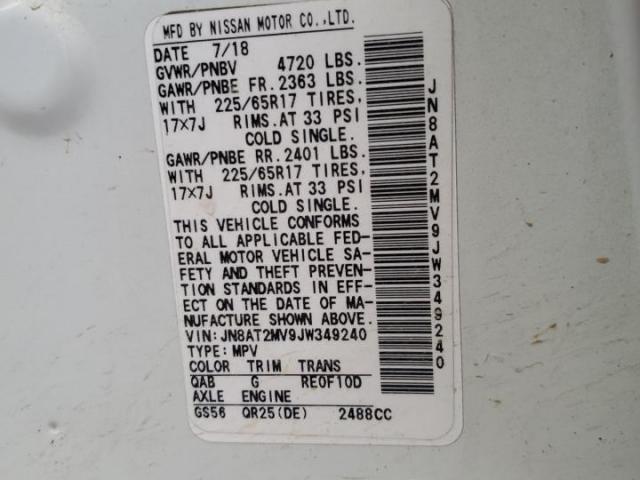 MFD BY NISSAN MOTOR CO.,LTD.
DATE 7/18
GVWR/PNBV 4720 LBS.
GAWR/PNBE FR. 2363 LBS.
WITH 225/65R17 TIRES,
17×7J RIMS.AT 33 PSI
COLD SINGLE.
GAWR/PNBE RR. 2401 LBS.
WITH 225/65R17 TIRES,
17×7J RIMS.AT 33 PSI
COLD SINGLE.
THIS VEHICLE CONFORMS
TO ALL APPLICABLE FED-
ERAL MOTOR VEHICLE SA-
FETY AND THEFT PREVEN-
TION STANDARDS IN EFF-
ECT ON THE DATE OF MA-
NUFACTURE SHOWN ABOVE.
VIN:JN8AT2MV9JW349240
TYPE:MPV
COLOR TRIM TRANS
QAB G RE0F10D
AXLE ENGINE
GS56 QR25(DE) 2488CC
JN8AT2MV9JW349240